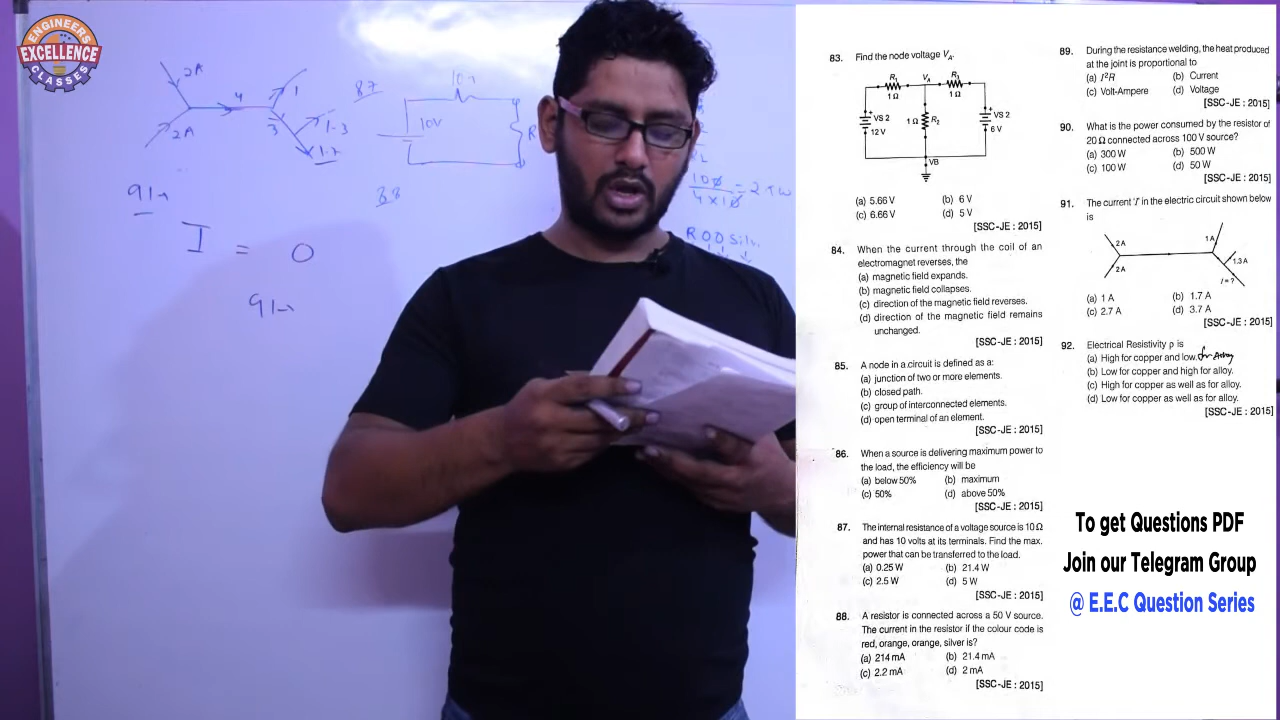 ENGINEERS
EXCELLENCE
CLASSES
2A
2A
4
1
3
1.3
1.7
87
10V
10Ω
R
88
= 2.5W
R O O Silv.
91→
I = 0
91→
83. Find the node voltage V_A.
R₁
V_A
R₃
1 Ω
1 Ω
VS 2
12 V
1 Ω
R₂
VS 2
6 V
VB
(a) 5.66 V (b) 6 V
(c) 6.66 V (d) 5 V
[SSC-JE : 2015]
84. When the current through the coil of an
electromagnet reverses, the
(a) magnetic field expands.
(b) magnetic field collapses.
(c) direction of the magnetic field reverses.
(d) direction of the magnetic field remains
unchanged.
[SSC-JE : 2015]
85. A node in a circuit is defined as a:
(a) junction of two or more elements.
(b) closed path.
(c) group of interconnected elements.
(d) open terminal of an element.
[SSC-JE : 2015]
86. When a source is delivering maximum power to
the load, the efficiency will be
(a) below 50% (b) maximum
(c) 50% (d) above 50%
[SSC-JE : 2015]
87. The internal resistance of a voltage source is 10 Ω
and has 10 volts at its terminals. Find the max.
power that can be transferred to the load.
(a) 0.25 W (b) 21.4 W
(c) 2.5 W (d) 5 W
[SSC-JE : 2015]
88. A resistor is connected across a 50 V source.
The current in the resistor if the colour code is
red, orange, orange, silver is?
(a) 214 mA (b) 21.4 mA
(c) 2.2 mA (d) 2 mA
[SSC-JE : 2015]
89. During the resistance welding, the heat produced
at the joint is proportional to
(a) I²R (b) Current
(c) Volt-Ampere (d) Voltage
[SSC-JE : 2015]
90. What is the power consumed by the resistor of
20 Ω connected across 100 V source?
(a) 300 W (b) 500 W
(c) 100 W (d) 50 W
[SSC-JE : 2015]
91. The current 'I' in the electric circuit shown below
is
2 A
1 A
2 A
1.3 A
I = ?
(a) 1 A (b) 1.7 A
(c) 2.7 A (d) 3.7 A
[SSC-JE : 2015]
92. Electrical Resistivity ρ is
(a) High for copper and low for Alloy
(b) Low for copper and high for alloy.
(c) High for copper as well as for alloy.
(d) Low for copper as well as for alloy.
[SSC-JE : 2015]
To get Questions PDF
Join our Telegram Group
@ E.E.C Question Series